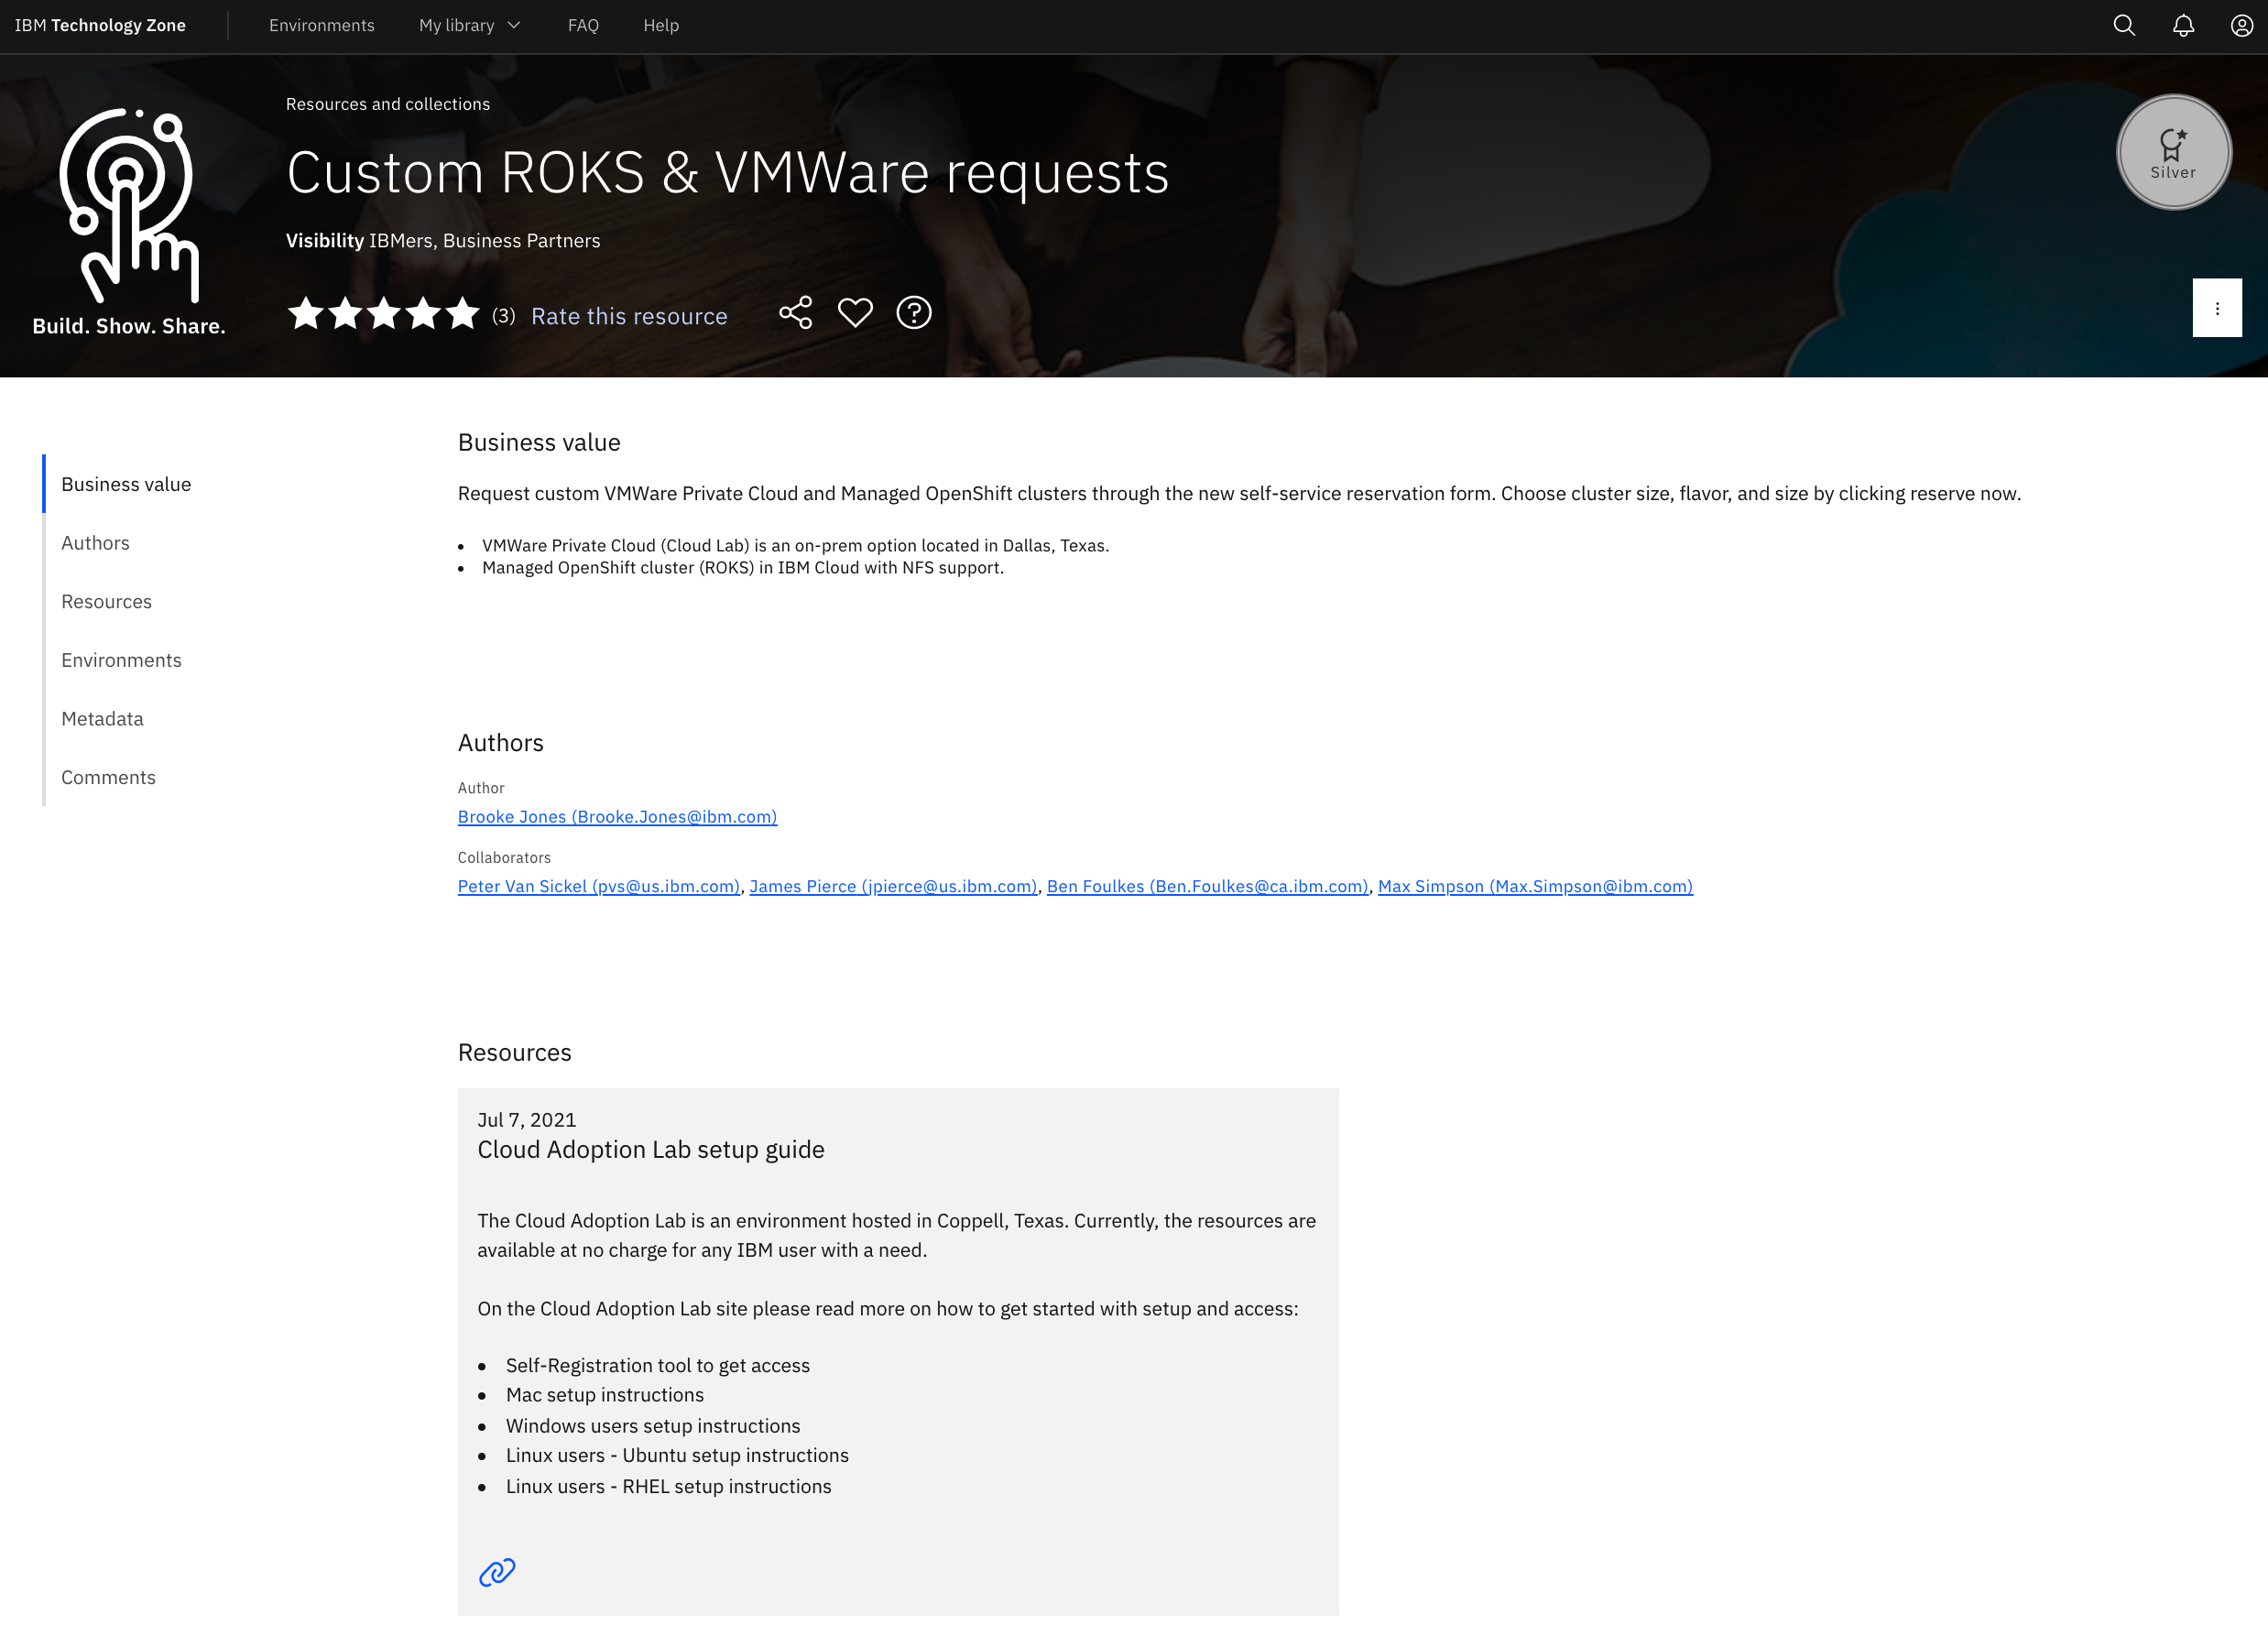 IBM Technology Zone
Environments
My library
FAQ
Help
Resources and collections
Custom ROKS & VMWare requests
Silver
Visibility IBMers, Business Partners
Build. Show. Share.
(3) Rate this resource
Business value
Authors
Resources
Environments
Metadata
Comments
Business value
Request custom VMWare Private Cloud and Managed OpenShift clusters through the new self-service reservation form. Choose cluster size, flavor, and size by clicking reserve now.
• VMWare Private Cloud (Cloud Lab) is an on-prem option located in Dallas, Texas.
• Managed OpenShift cluster (ROKS) in IBM Cloud with NFS support.
Authors
Author
Brooke Jones (Brooke.Jones@ibm.com)
Collaborators
Peter Van Sickel (pvs@us.ibm.com), James Pierce (jpierce@us.ibm.com), Ben Foulkes (Ben.Foulkes@ca.ibm.com), Max Simpson (Max.Simpson@ibm.com)
Resources
Jul 7, 2021
Cloud Adoption Lab setup guide
The Cloud Adoption Lab is an environment hosted in Coppell, Texas. Currently, the resources are
available at no charge for any IBM user with a need.
On the Cloud Adoption Lab site please read more on how to get started with setup and access:
• Self-Registration tool to get access
• Mac setup instructions
• Windows users setup instructions
• Linux users - Ubuntu setup instructions
• Linux users - RHEL setup instructions